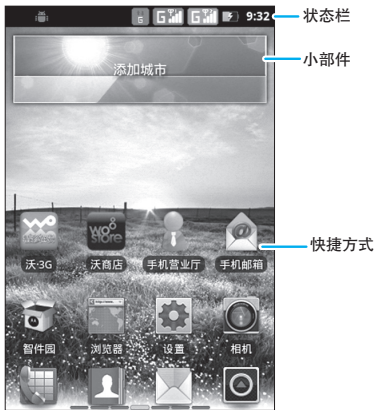 G G G 9:32
状态栏
小部件
添加城市
WOO
store
沃·3G
沃商店
手机营业厅
手机邮箱
快捷方式
智件园
浏览器
设置
相机